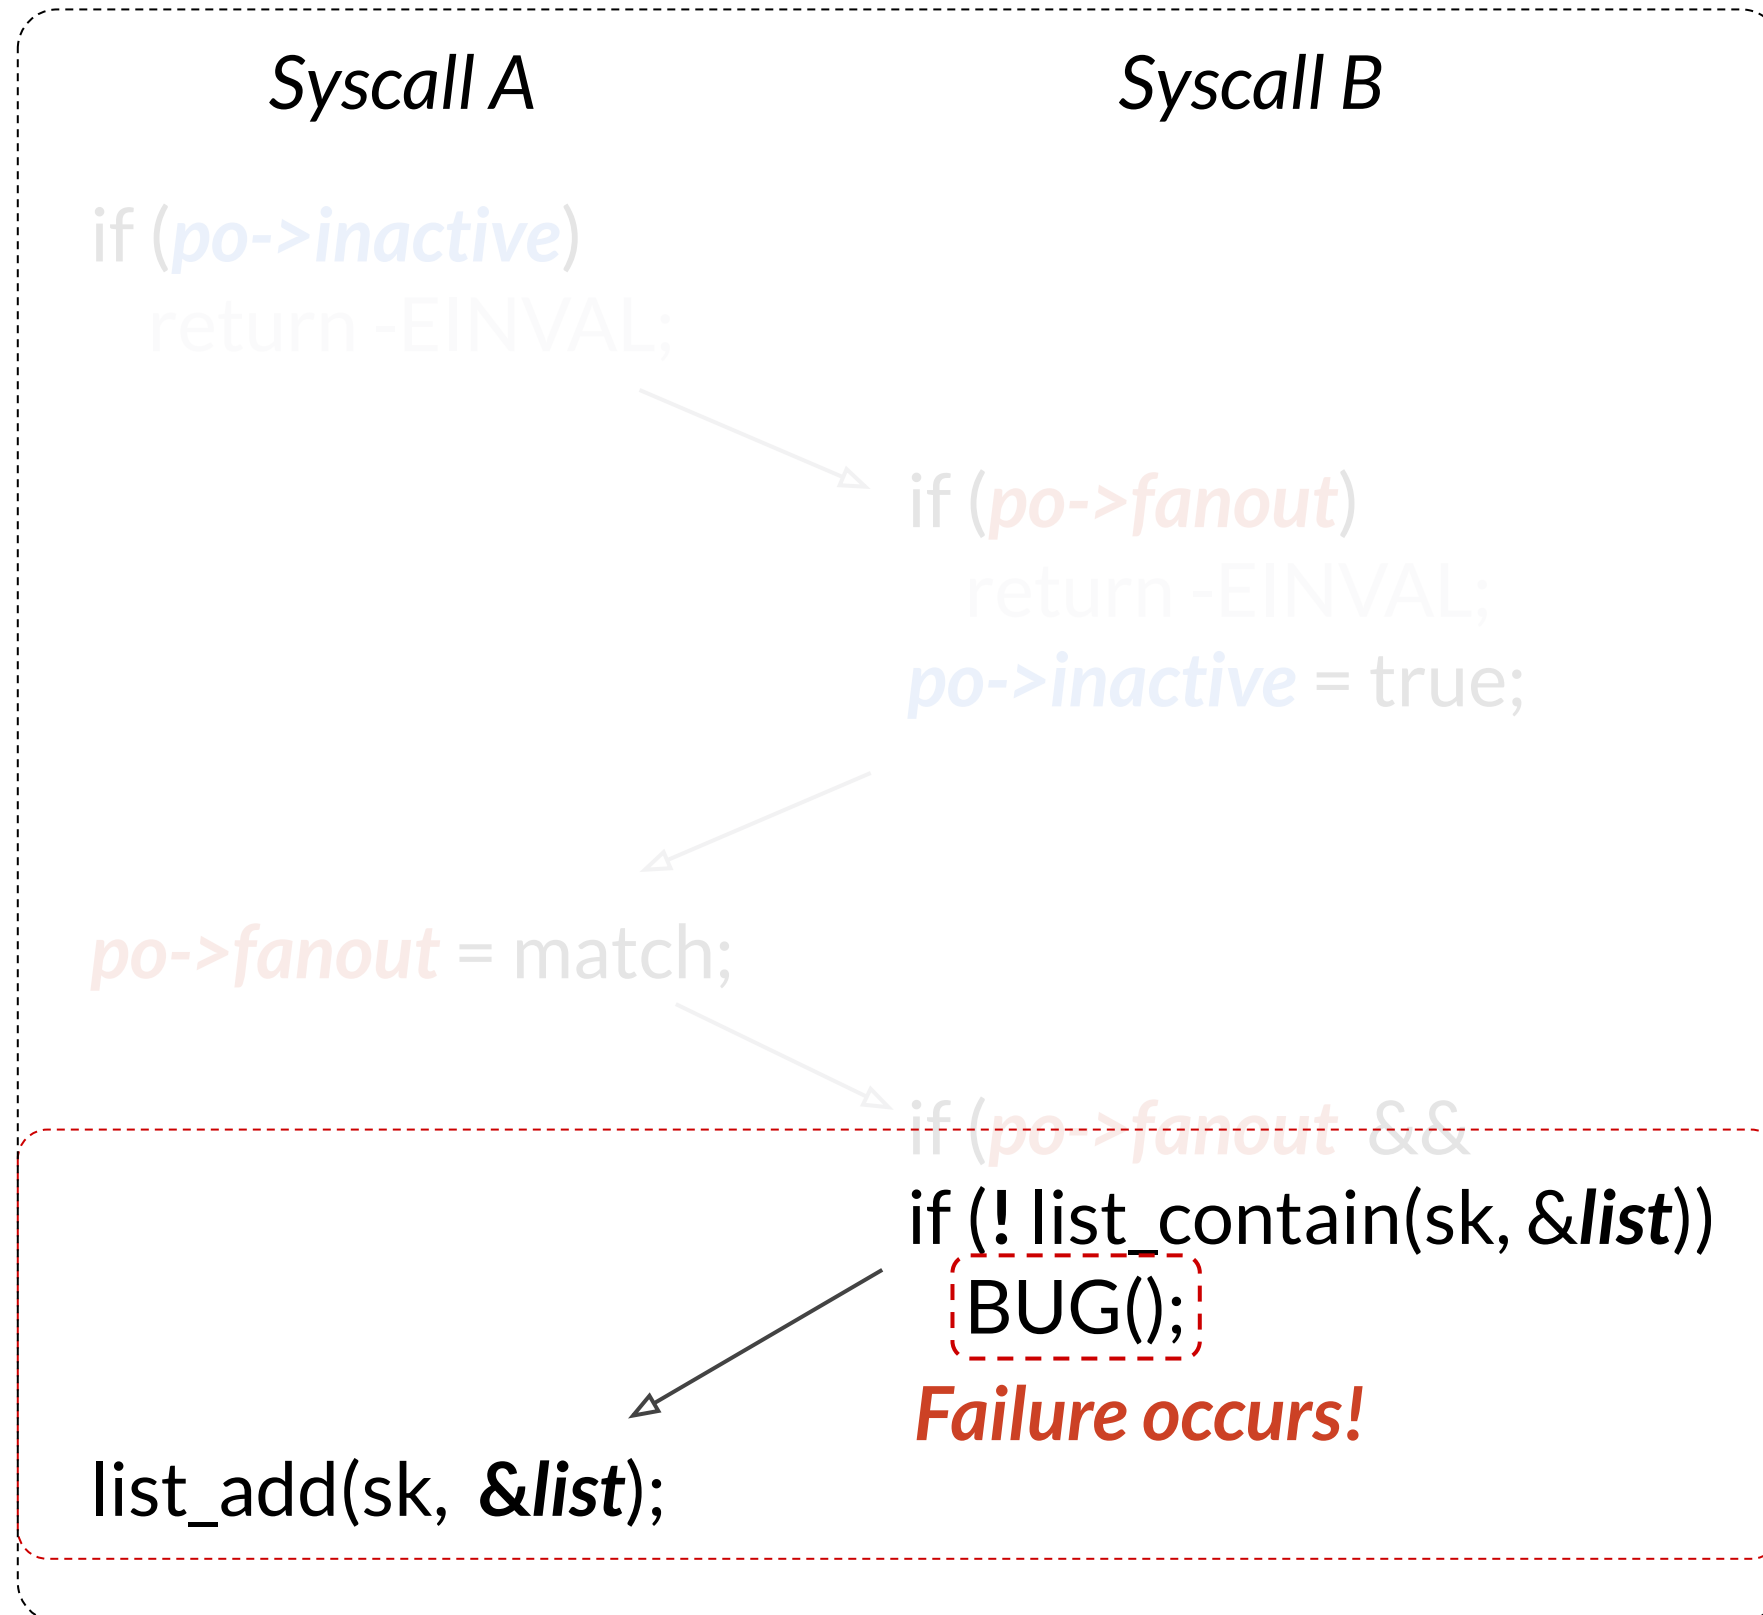 Syscall A
Syscall B
if (po->inactive)
return -EINVAL;
if (po->fanout)
return -EINVAL;
po->inactive = true;
po->fanout = match;
if (po->fanout &&
if (! list_contain(sk, &list))
BUG();
Failure occurs!
list_add(sk, &list);